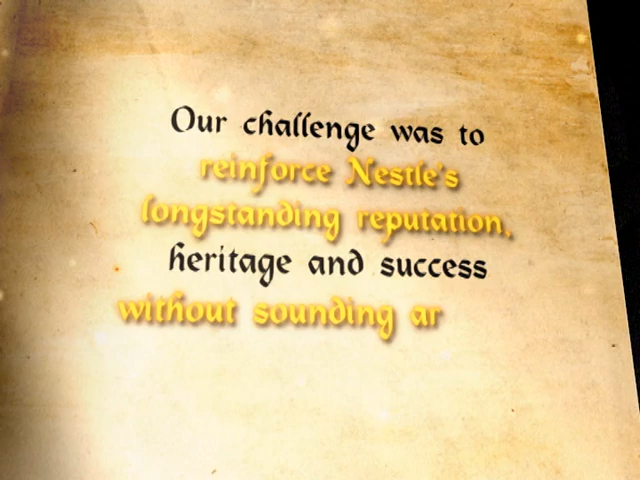 Our challenge was to
reinforce Nestle's
longstanding reputation,
heritage and success
without sounding ar